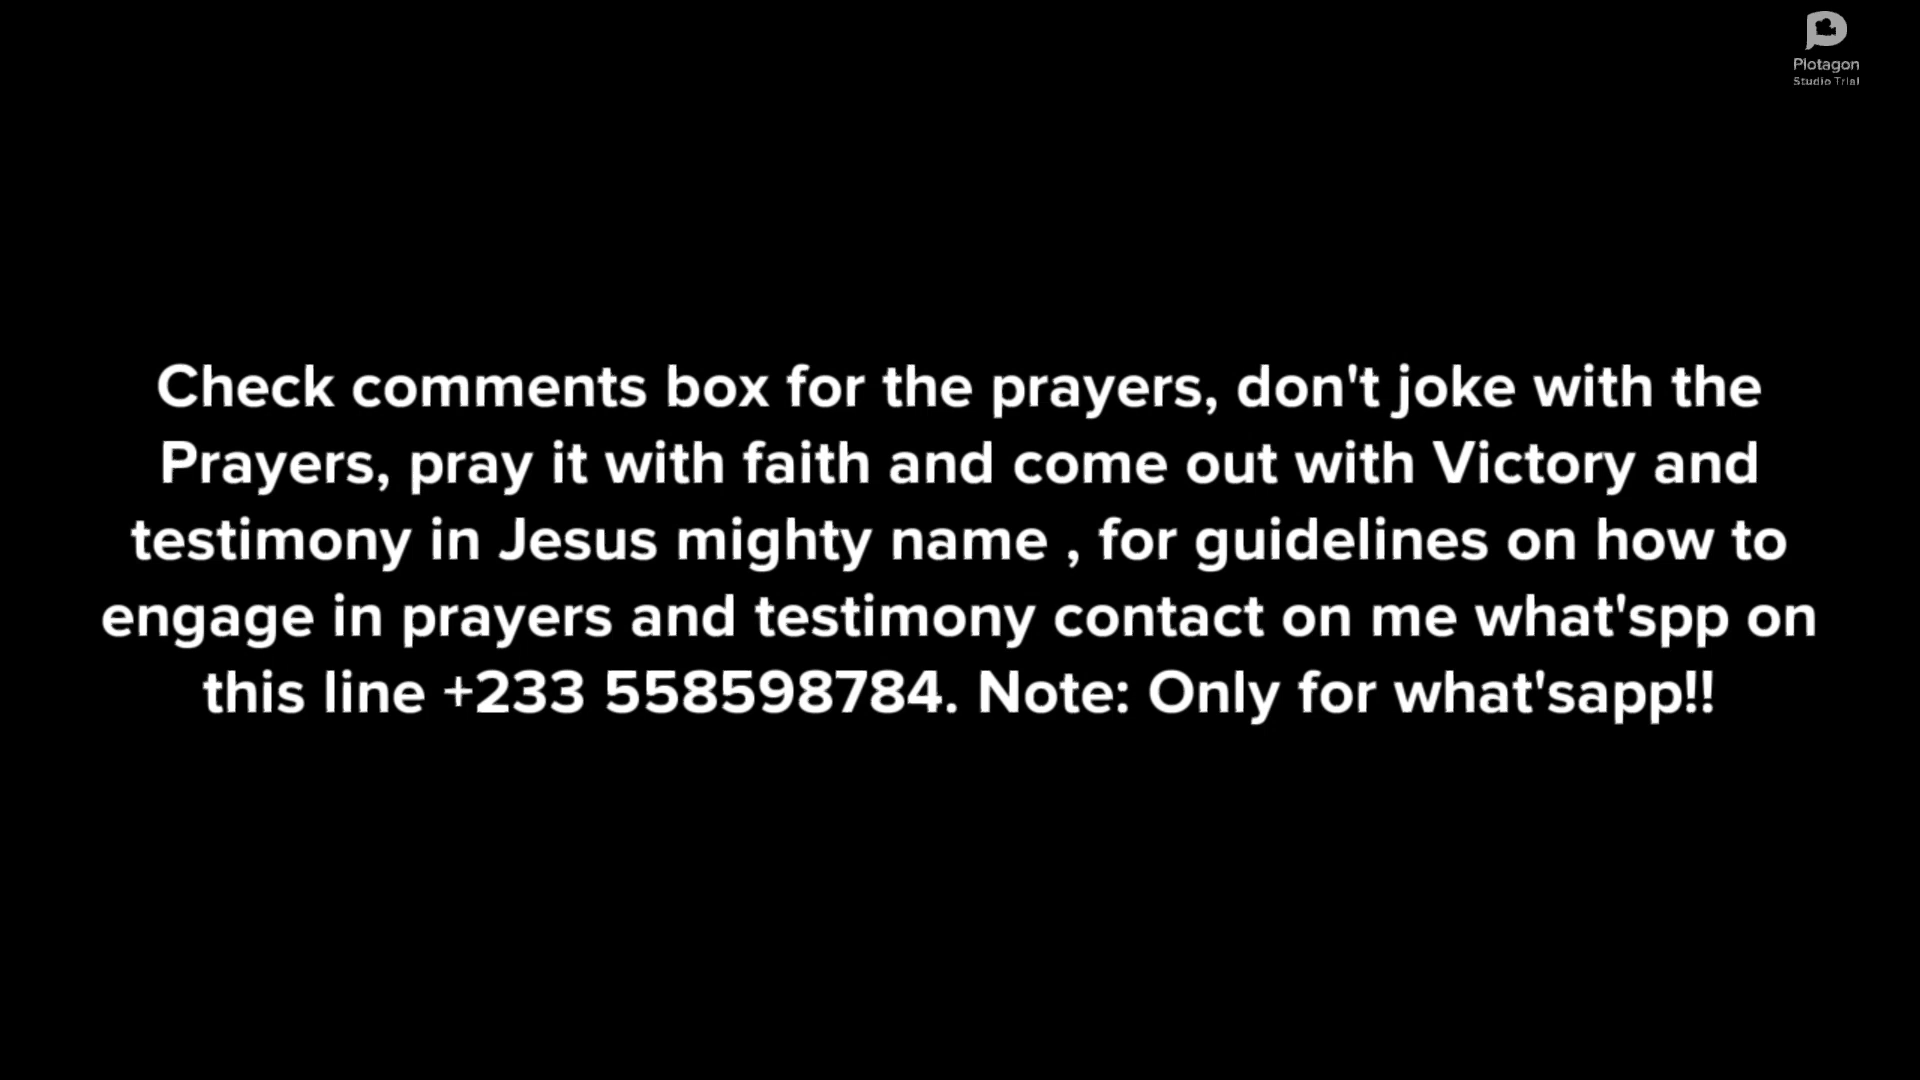 Plotagon
Studio Trial
Check comments box for the prayers, don't joke with the
Prayers, pray it with faith and come out with Victory and
testimony in Jesus mighty name , for guidelines on how to
engage in prayers and testimony contact on me what'spp on
this line +233 558598784. Note: Only for what'sapp!!